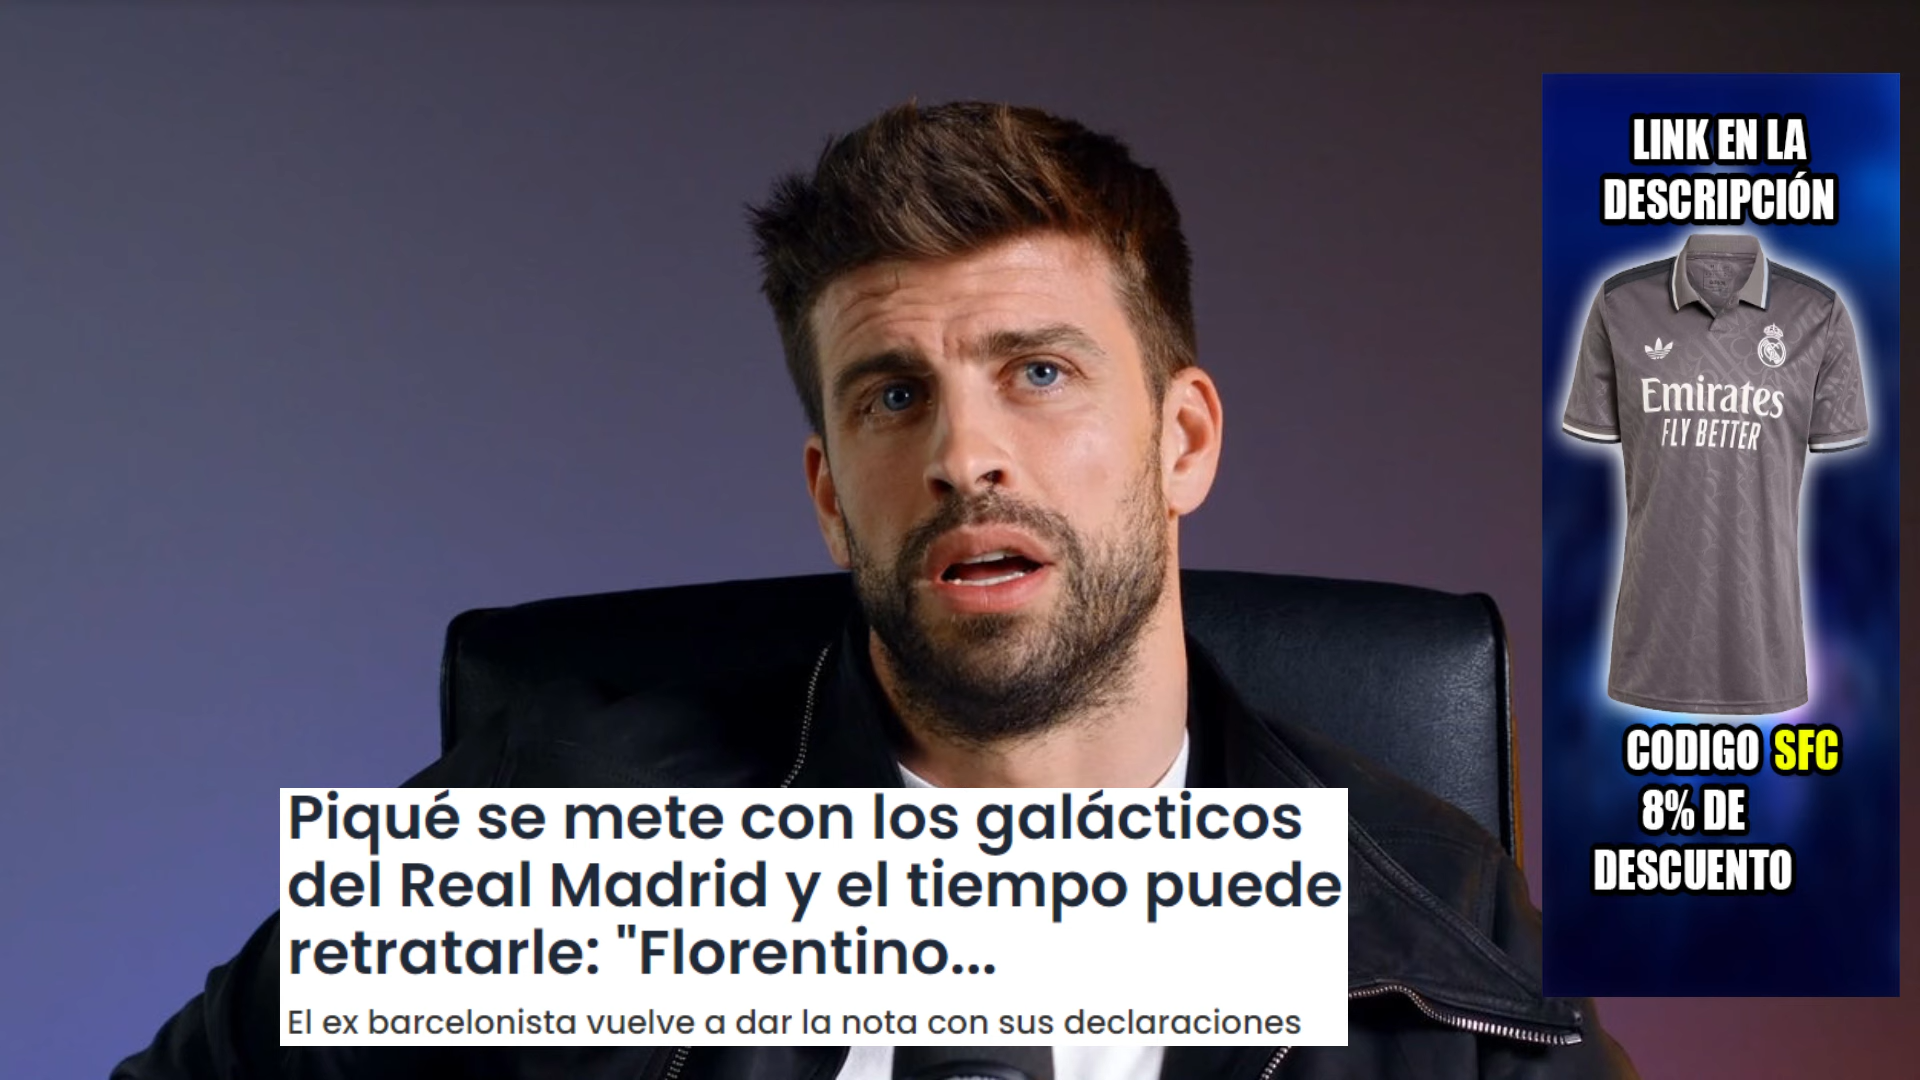 LINK EN LA
DESCRIPCIÓN
Emirates
FLY BETTER
CODIGO SFC
8% DE
DESCUENTO
Piqué se mete con los galácticos
del Real Madrid y el tiempo puede
retratarle: "Florentino...
El ex barcelonista vuelve a dar la nota con sus declaraciones